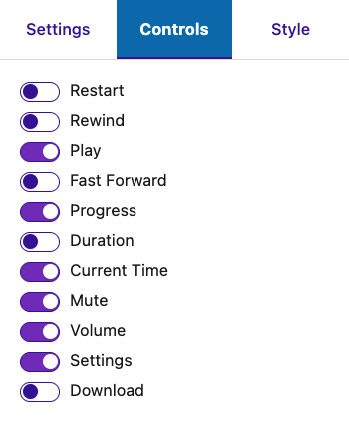 Settings Controls Style
Restart
Rewind
Play
Fast Forward
Progress
Duration
Current Time
Mute
Volume
Settings
Download